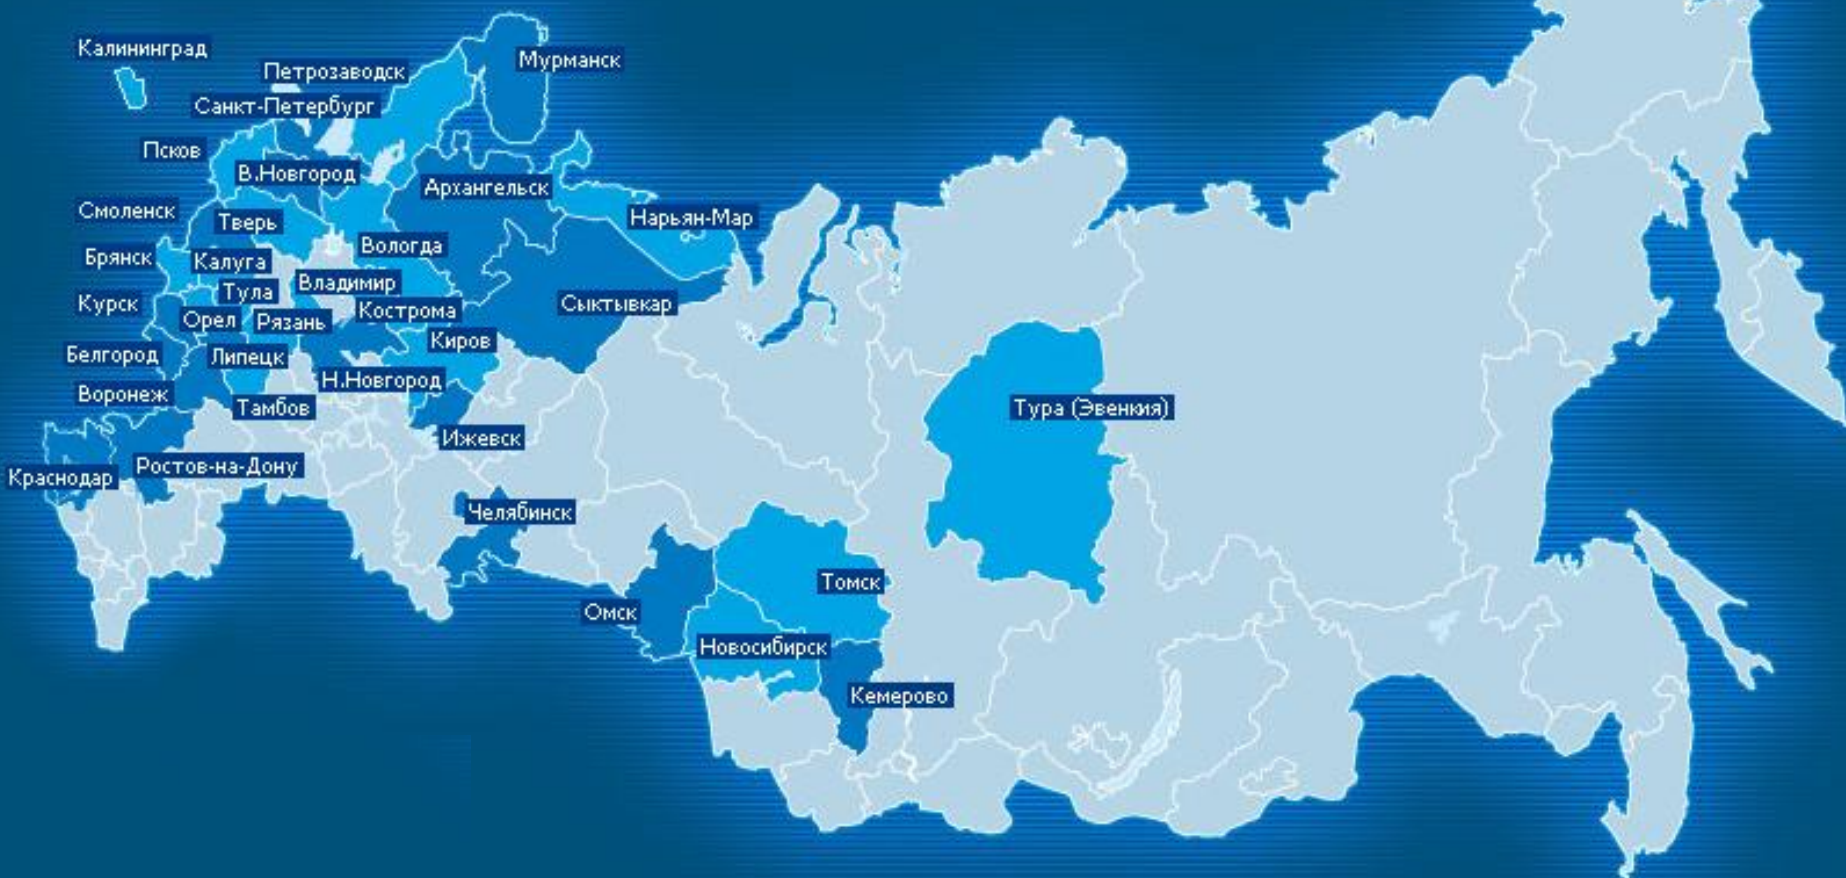 Калининград
Мурманск
Петрозаводск
Санкт-Петербург
Псков
В.Новгород
Архангельск
Смоленск
Тверь
Нарьян-Мар
Вологда
Брянск
Калуга
Владимир
Тула
Курск
Сыктывкар
Кострома
Орел
Рязань
Киров
Белгород
Липецк
Н.Новгород
Воронеж
Тамбов
Тура (Эвенкия)
Ижевск
Ростов-на-Дону
Краснодар
Челябинск
Томск
Омск
Новосибирск
Кемерово